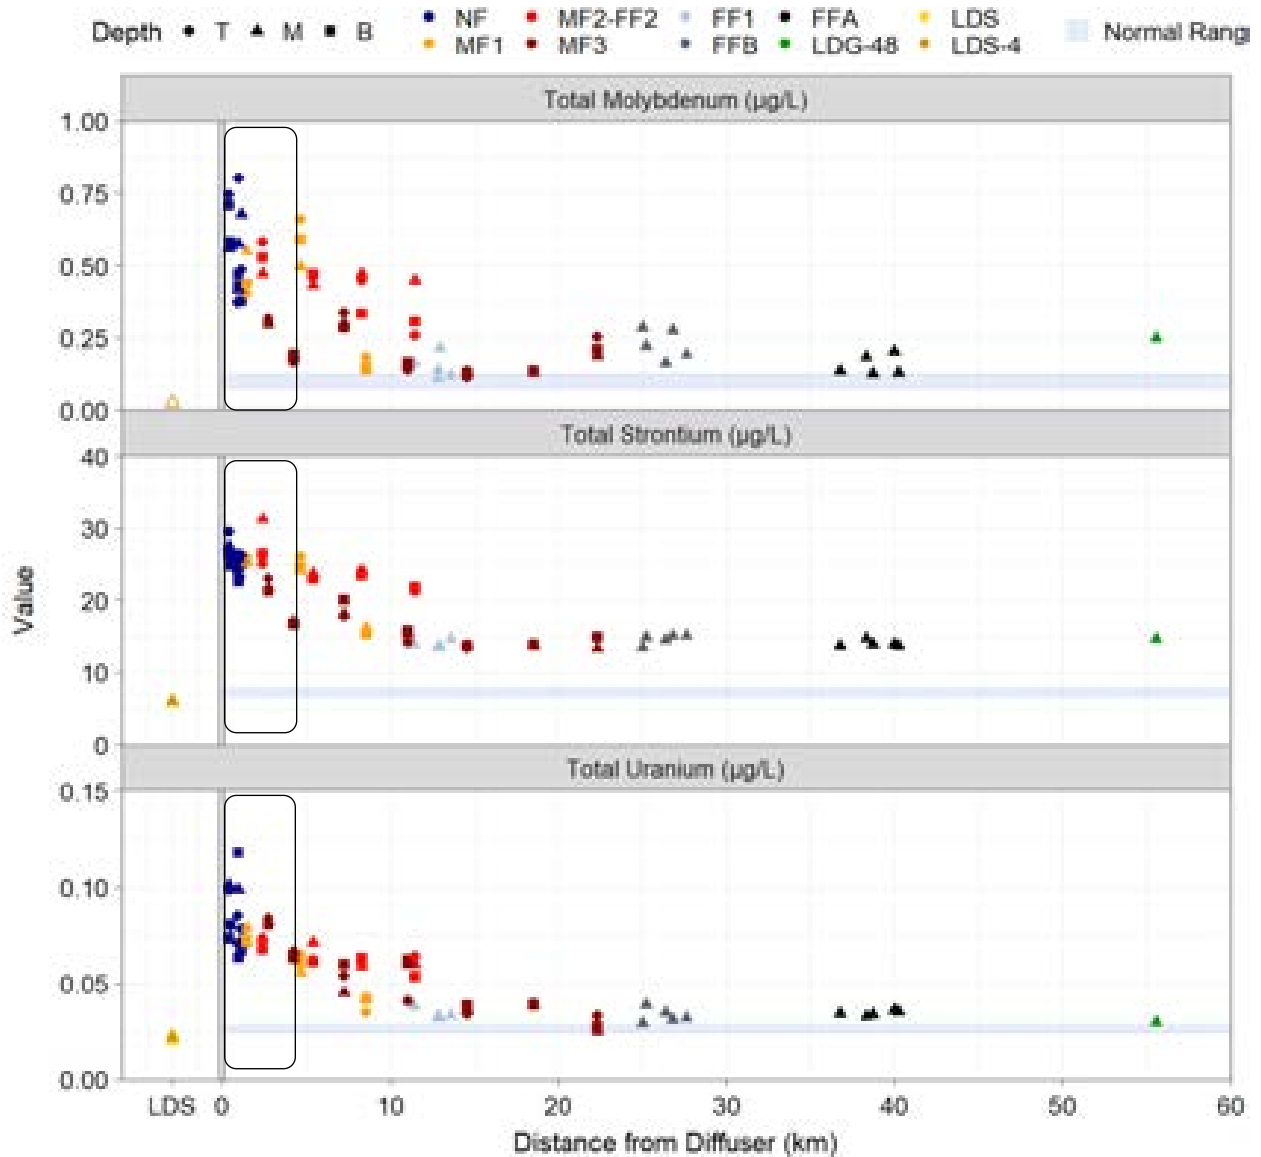 Depth T M B NF MF2-FF2 FF1 FFA LDS Normal Rang
MF1 MF3 FFB LDG-48 LDS-4
Total Molybdenum (µg/L)
1.00
0.75
0.50
0.25
0.00
Total Strontium (µg/L)
40
30
20
10
0
Total Uranium (µg/L)
0.15
0.10
0.05
0.00
Value
LDS 0 10 20 30 40 50 60
Distance from Diffuser (km)